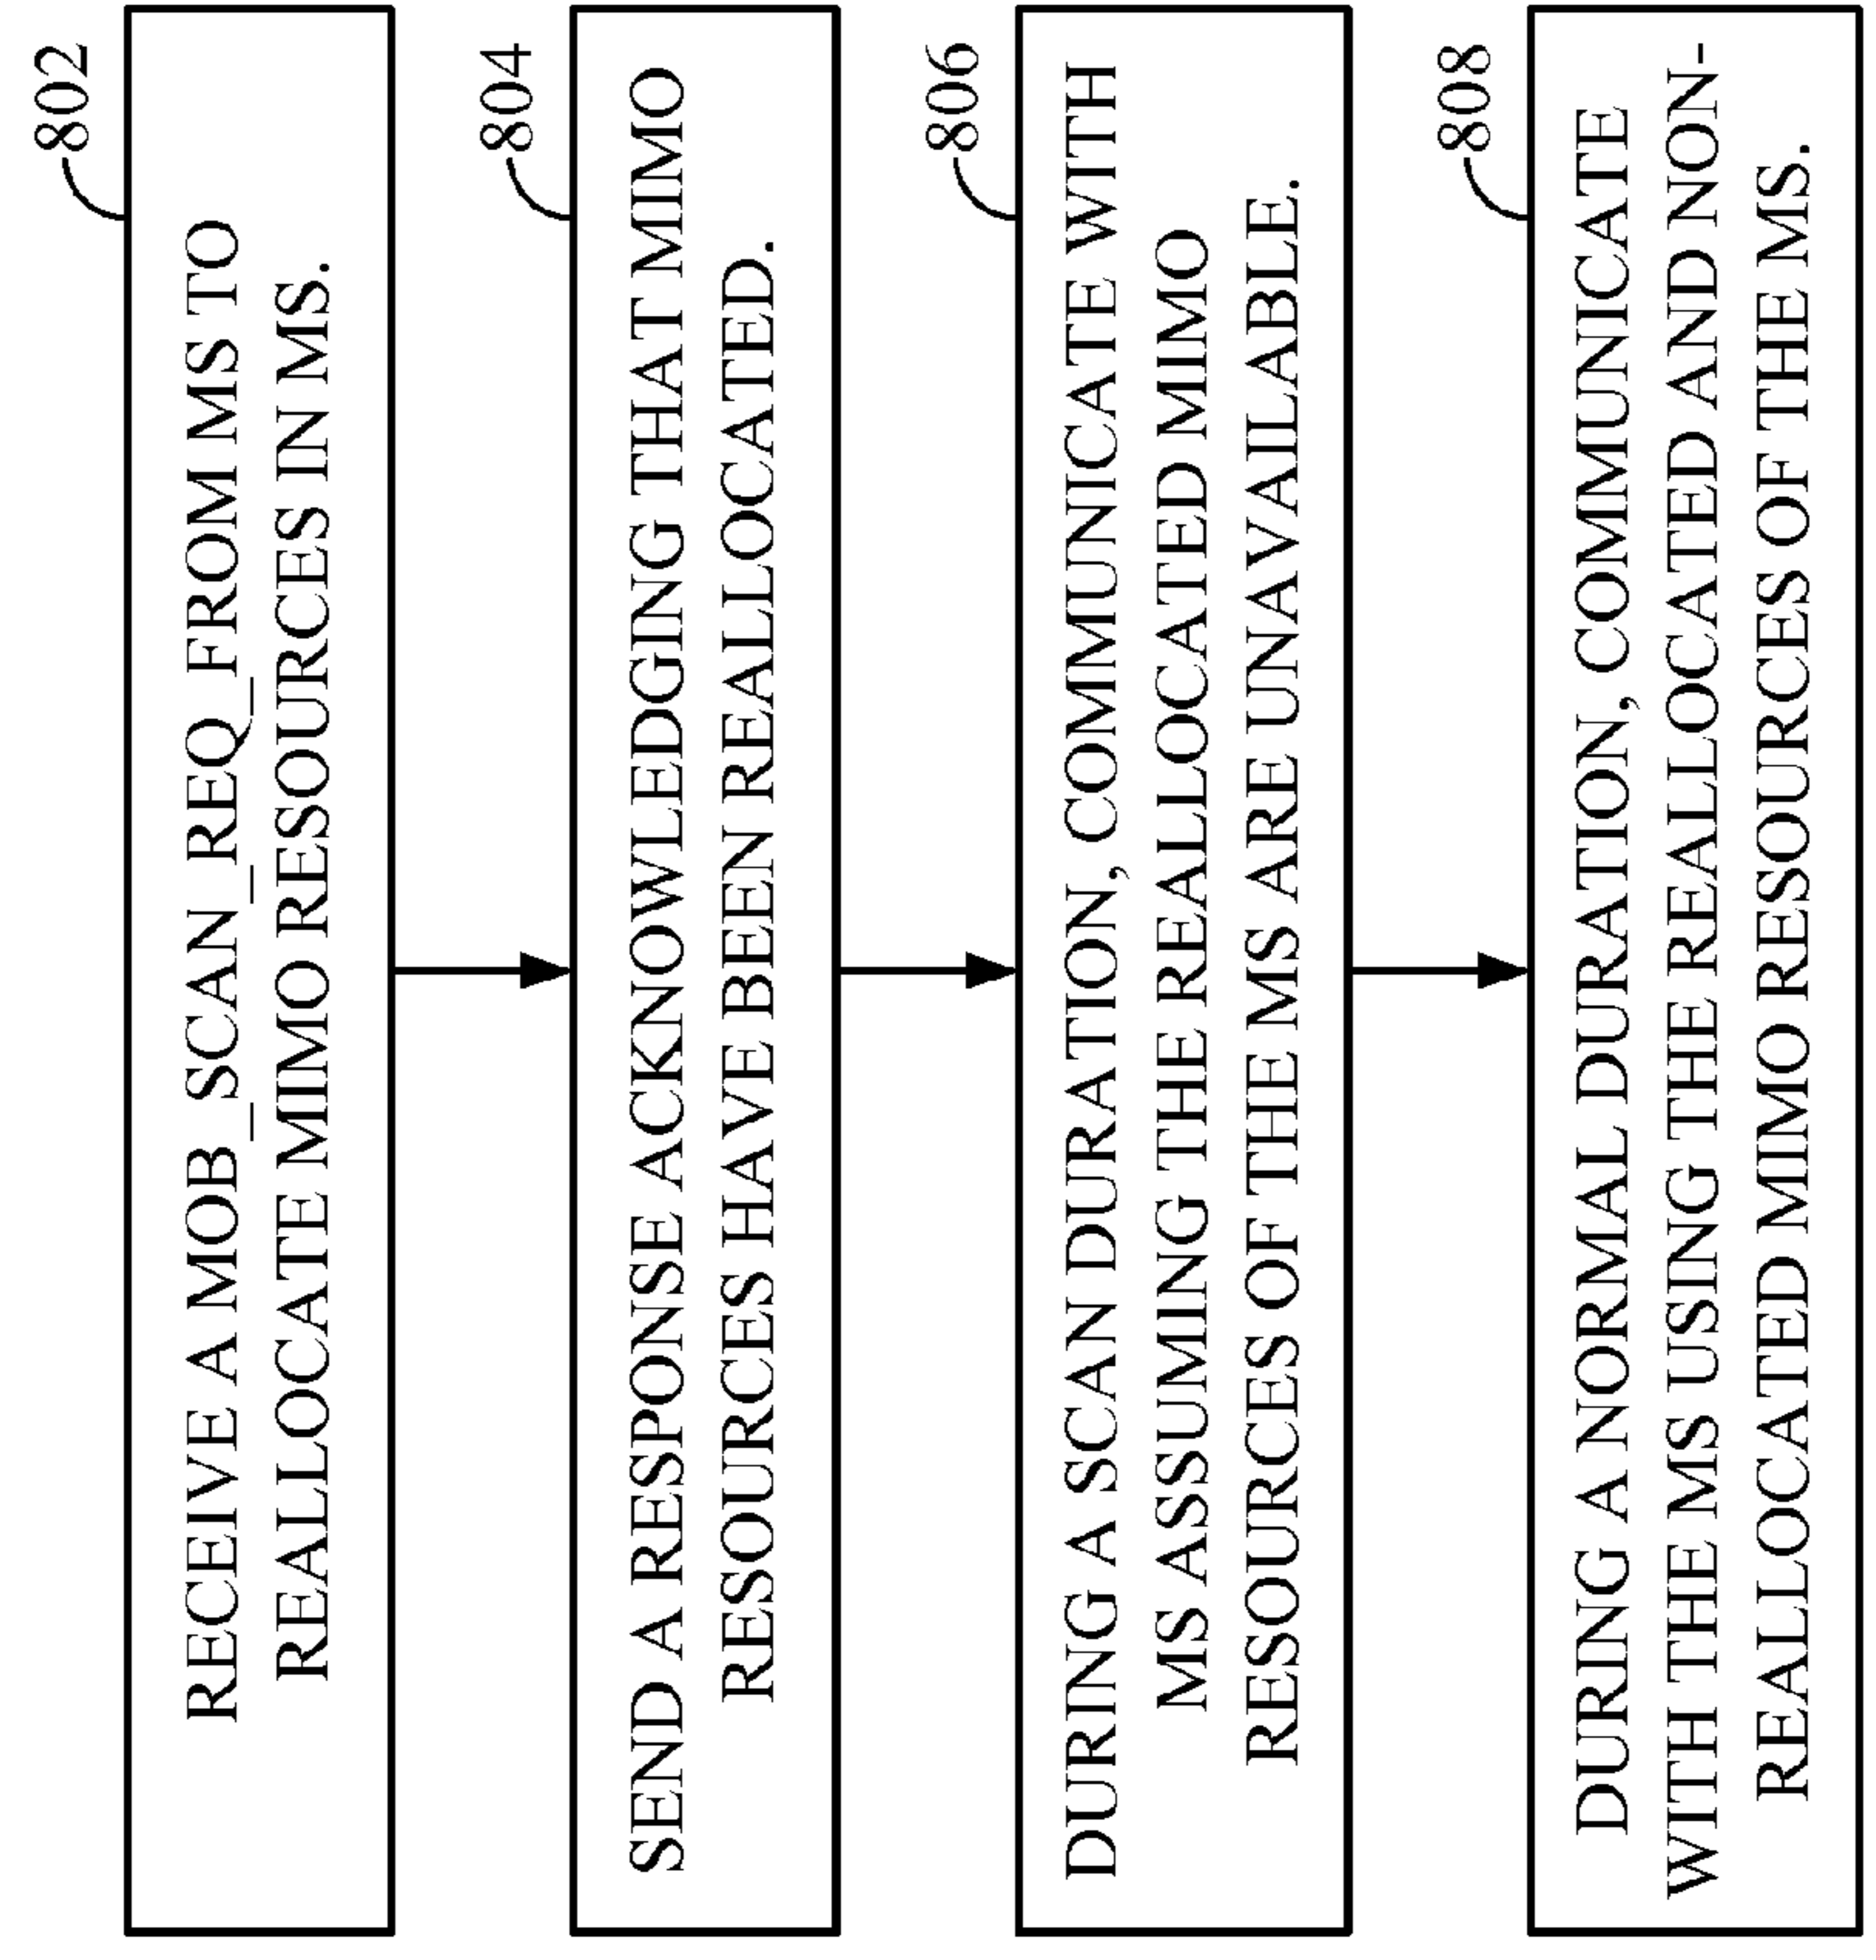 802
RECEIVE A MOB_SCAN_REQ_FROM MS TO
REALLOCATE MIMO RESOURCES IN MS.
804
SEND A RESPONSE ACKNOWLEDGING THAT MIMO
RESOURCES HAVE BEEN REALLOCATED.
806
DURING A SCAN DURATION, COMMUNICATE WITH
MS ASSUMING THE REALLOCATED MIMO
RESOURCES OF THE MS ARE UNAVAILABLE.
808
DURING A NORMAL DURATION, COMMUNICATE
WITH THE MS USING THE REALLOCATED AND NON-
REALLOCATED MIMO RESOURCES OF THE MS.